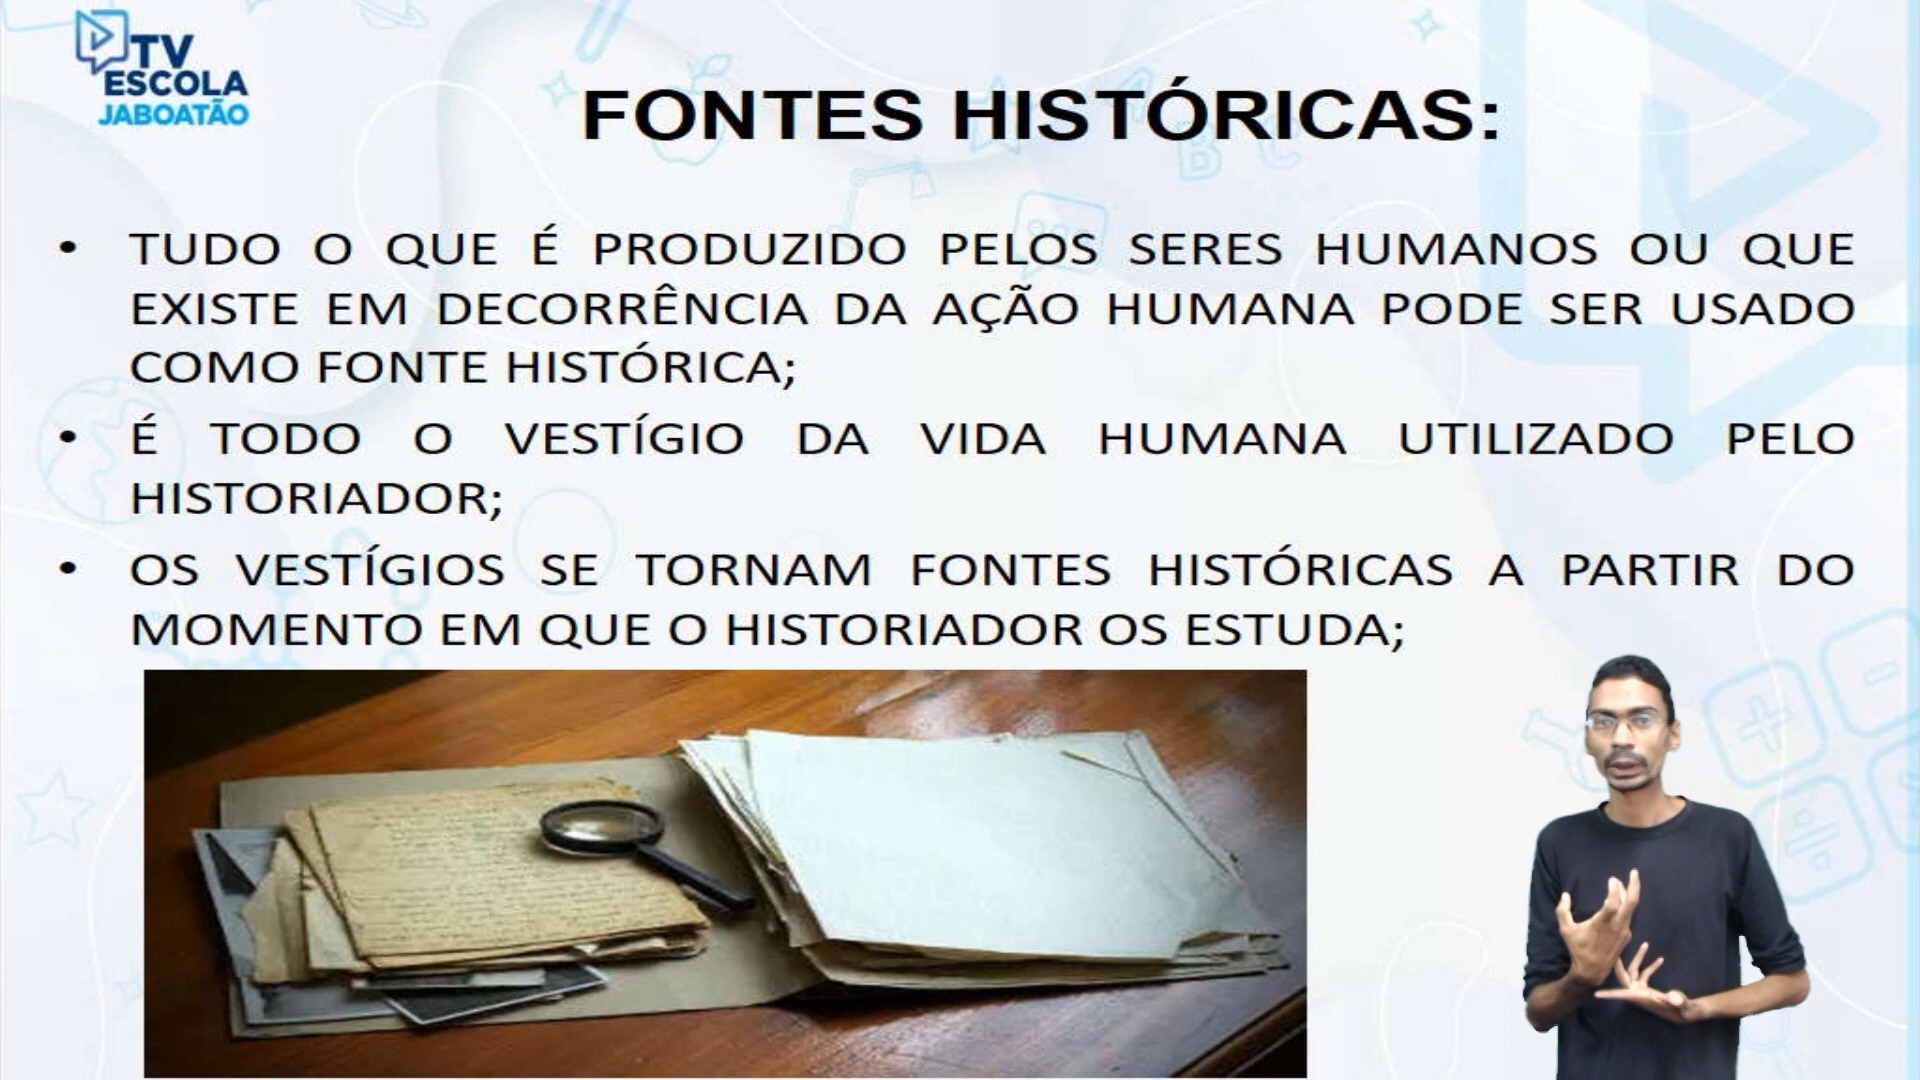 TV
ESCOLA
JABOATÃO
FONTES HISTÓRICAS:
• TUDO O QUE É PRODUZIDO PELOS SERES HUMANOS OU QUE
EXISTE EM DECORRÊNCIA DA AÇÃO HUMANA PODE SER USADO
COMO FONTE HISTÓRICA;
• É TODO O VESTÍGIO DA VIDA HUMANA UTILIZADO PELO
HISTORIADOR;
• OS VESTÍGIOS SE TORNAM FONTES HISTÓRICAS A PARTIR DO
MOMENTO EM QUE O HISTORIADOR OS ESTUDA;